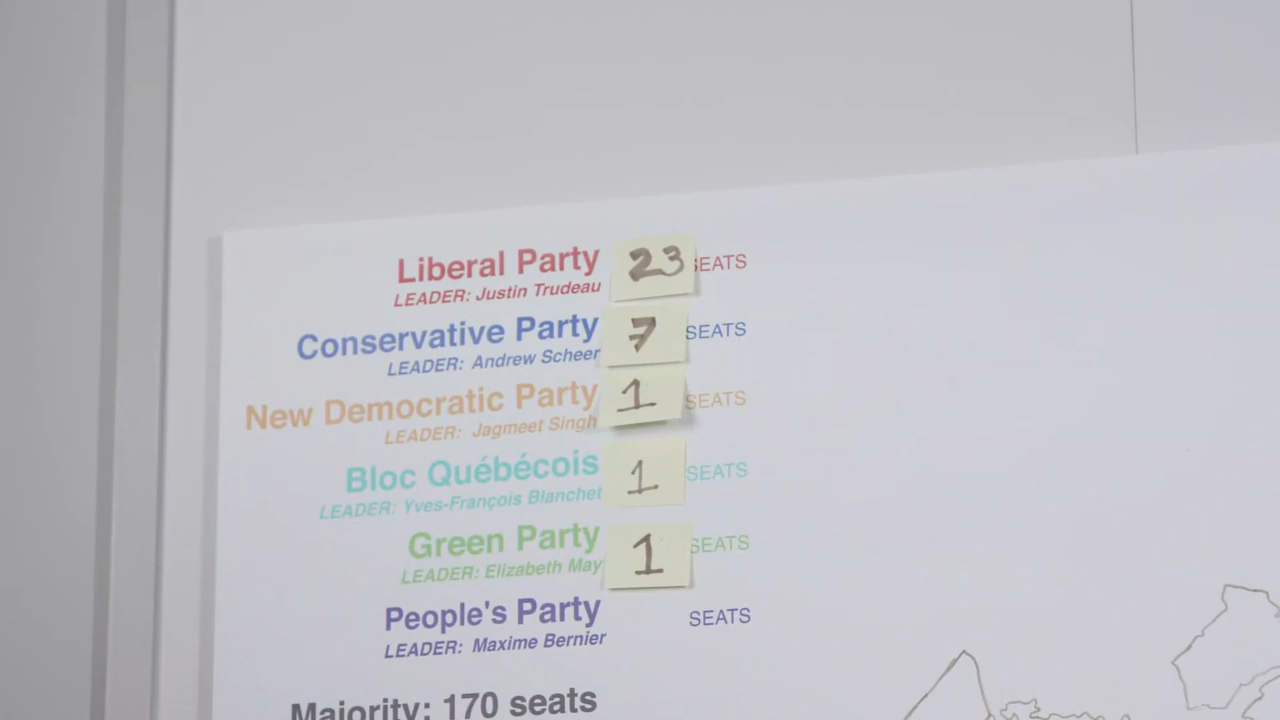 Liberal Party 23 SEATS
LEADER: Justin Trudeau
Conservative Party 7 SEATS
LEADER: Andrew Scheer
New Democratic Party 1 SEATS
LEADER: Jagmeet Singh
Bloc Québécois 1 SEATS
LEADER: Yves-François Blanchet
Green Party 1 SEATS
LEADER: Elizabeth May
People's Party SEATS
LEADER: Maxime Bernier
Majority: 170 seats